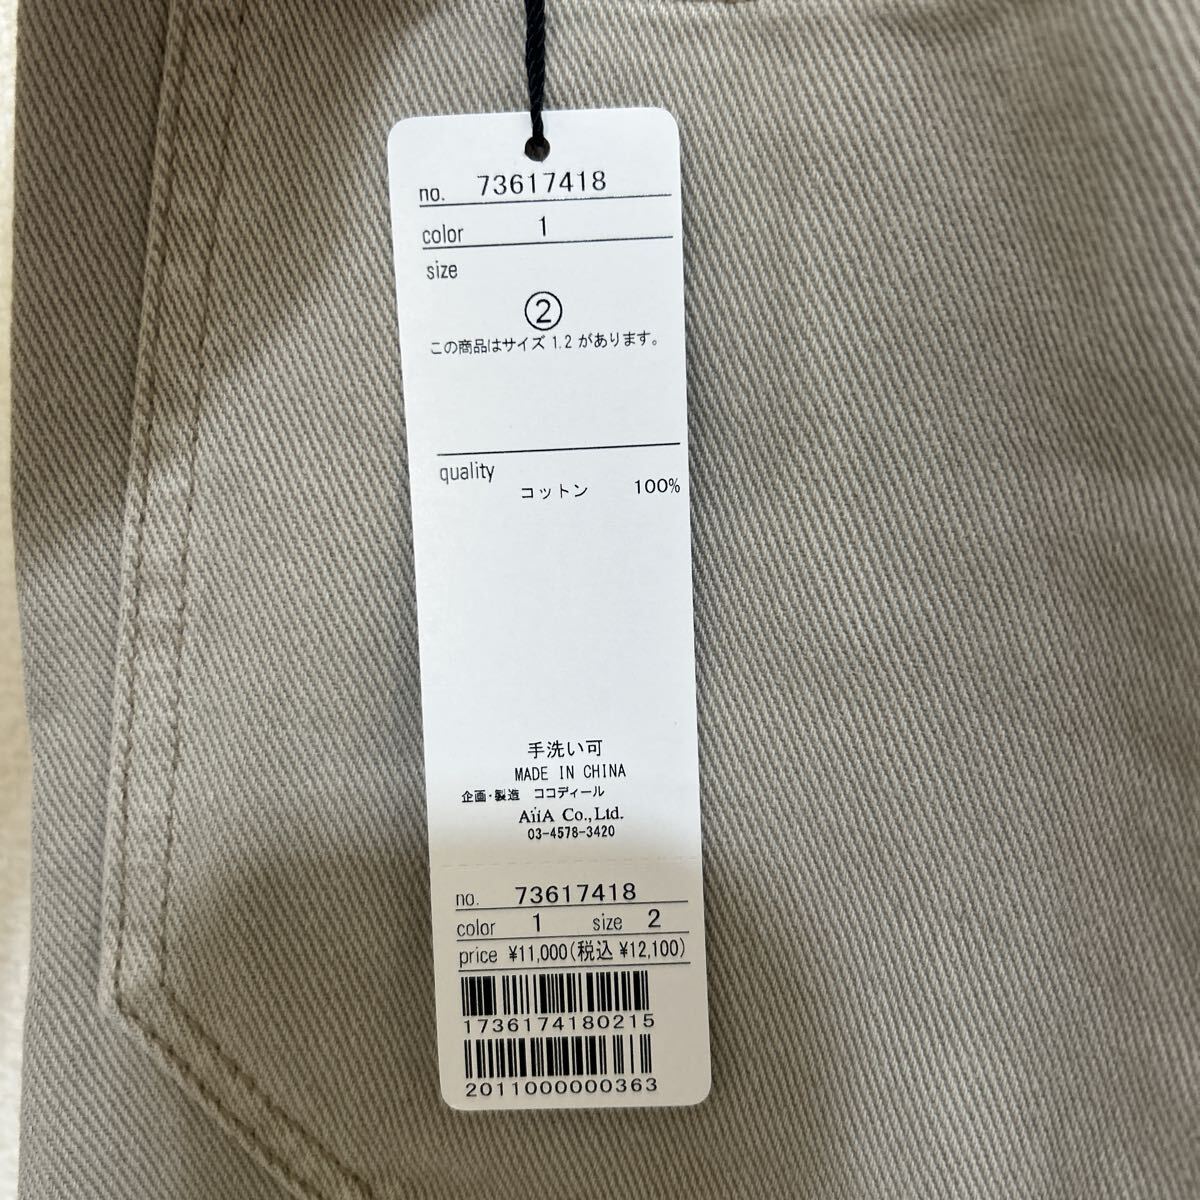 no. 73617418
color 1
size
②
この商品はサイズ 1.2 があります。
quality
コットン 100%
手洗い可
MADE IN CHINA
企画・製造 ココディール
AiiA Co., Ltd.
03-4578-3420
no. 73617418
color 1 size 2
price ¥11,000(税込 ¥12,100)
1736174180215
2011000000363